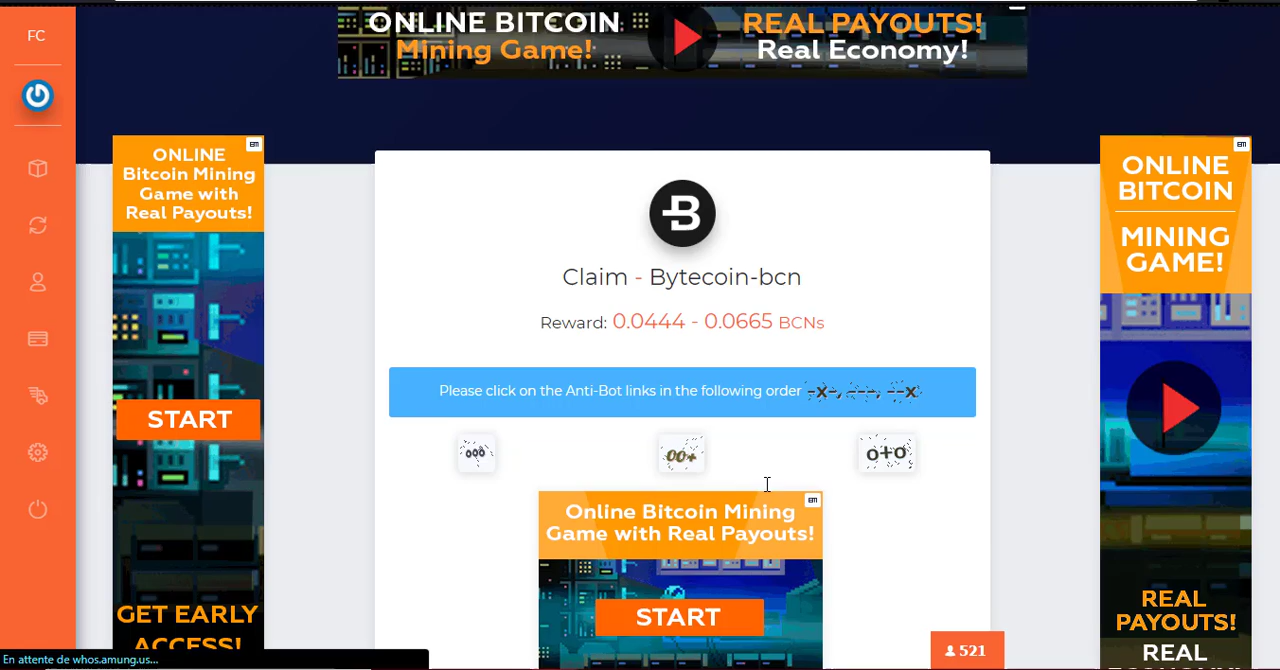 FC
ONLINE BITCOIN
Mining Game!
REAL PAYOUTS!
Real Economy!
ONLINE
Bitcoin Mining
Game with
Real Payouts!
START
GET EARLY
ACCESS!
Claim - Bytecoin-bcn
Reward: 0.0444 - 0.0665 BCNs
Please click on the Anti-Bot links in the following order -x-, ---, --x
ooo
oo+
o+o
Online Bitcoin Mining
Game with Real Payouts!
START
ONLINE
BITCOIN
MINING
GAME!
REAL
PAYOUTS!
REAL
521
En attente de whos.amung.us...